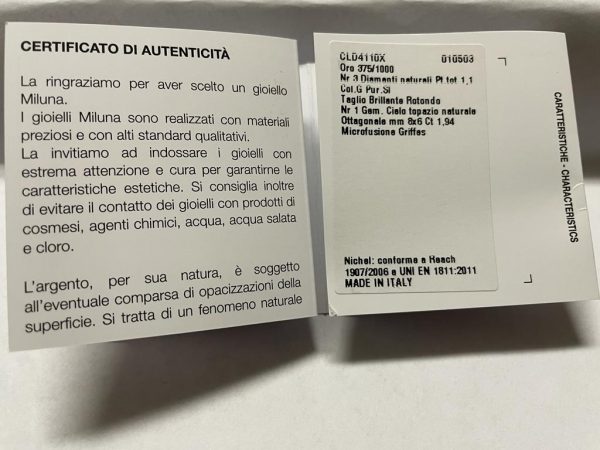 CERTIFICATO DI AUTENTICITÀ
La ringraziamo per aver scelto un gioiello
Miluna.
I gioielli Miluna sono realizzati con materiali
preziosi e con alti standard qualitativi.
La invitiamo ad indossare i gioielli con
estrema attenzione e cura per garantirne le
caratteristiche estetiche. Si consiglia inoltre
di evitare il contatto dei gioielli con prodotti di
cosmesi, agenti chimici, acqua, acqua salata
e cloro.
L'argento, per sua natura, è soggetto
all'eventuale comparsa di opacizzazioni della
superficie. Si tratta di un fenomeno naturale
CLD4110X 010503
Oro 375/1000
Nr 3 Diamanti naturali Pt.tot 1,1
Col.G Pur.SI
Taglio Brillante Rotondo
Nr 1 Gem. Cielo topazio naturale
Ottagonale mm 8x6 Ct 1,94
Microfusione Griffes
Nichel: conforme a Reach
1907/2006 e UNI EN 1811:2011
MADE IN ITALY
CARATTERISTICHE - CHARACTERISTICS